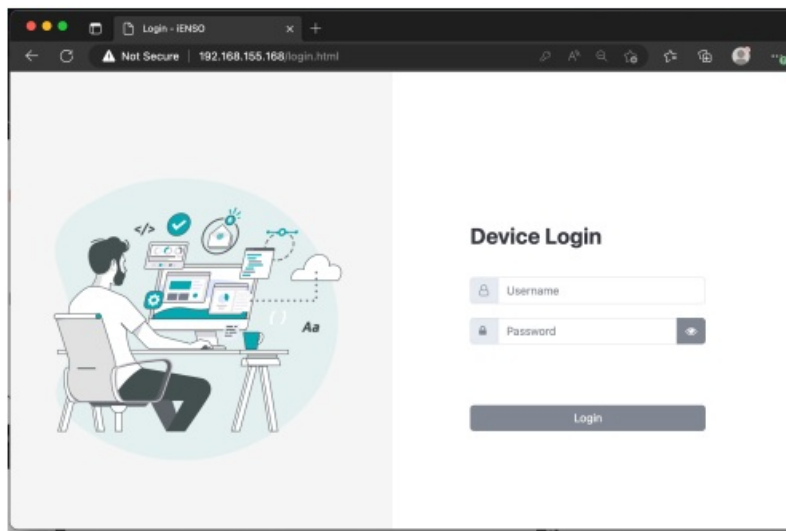 Login - iENSO
Not Secure | 192.168.155.168/login.html
</>
Aa
Device Login
Username
Password
Login